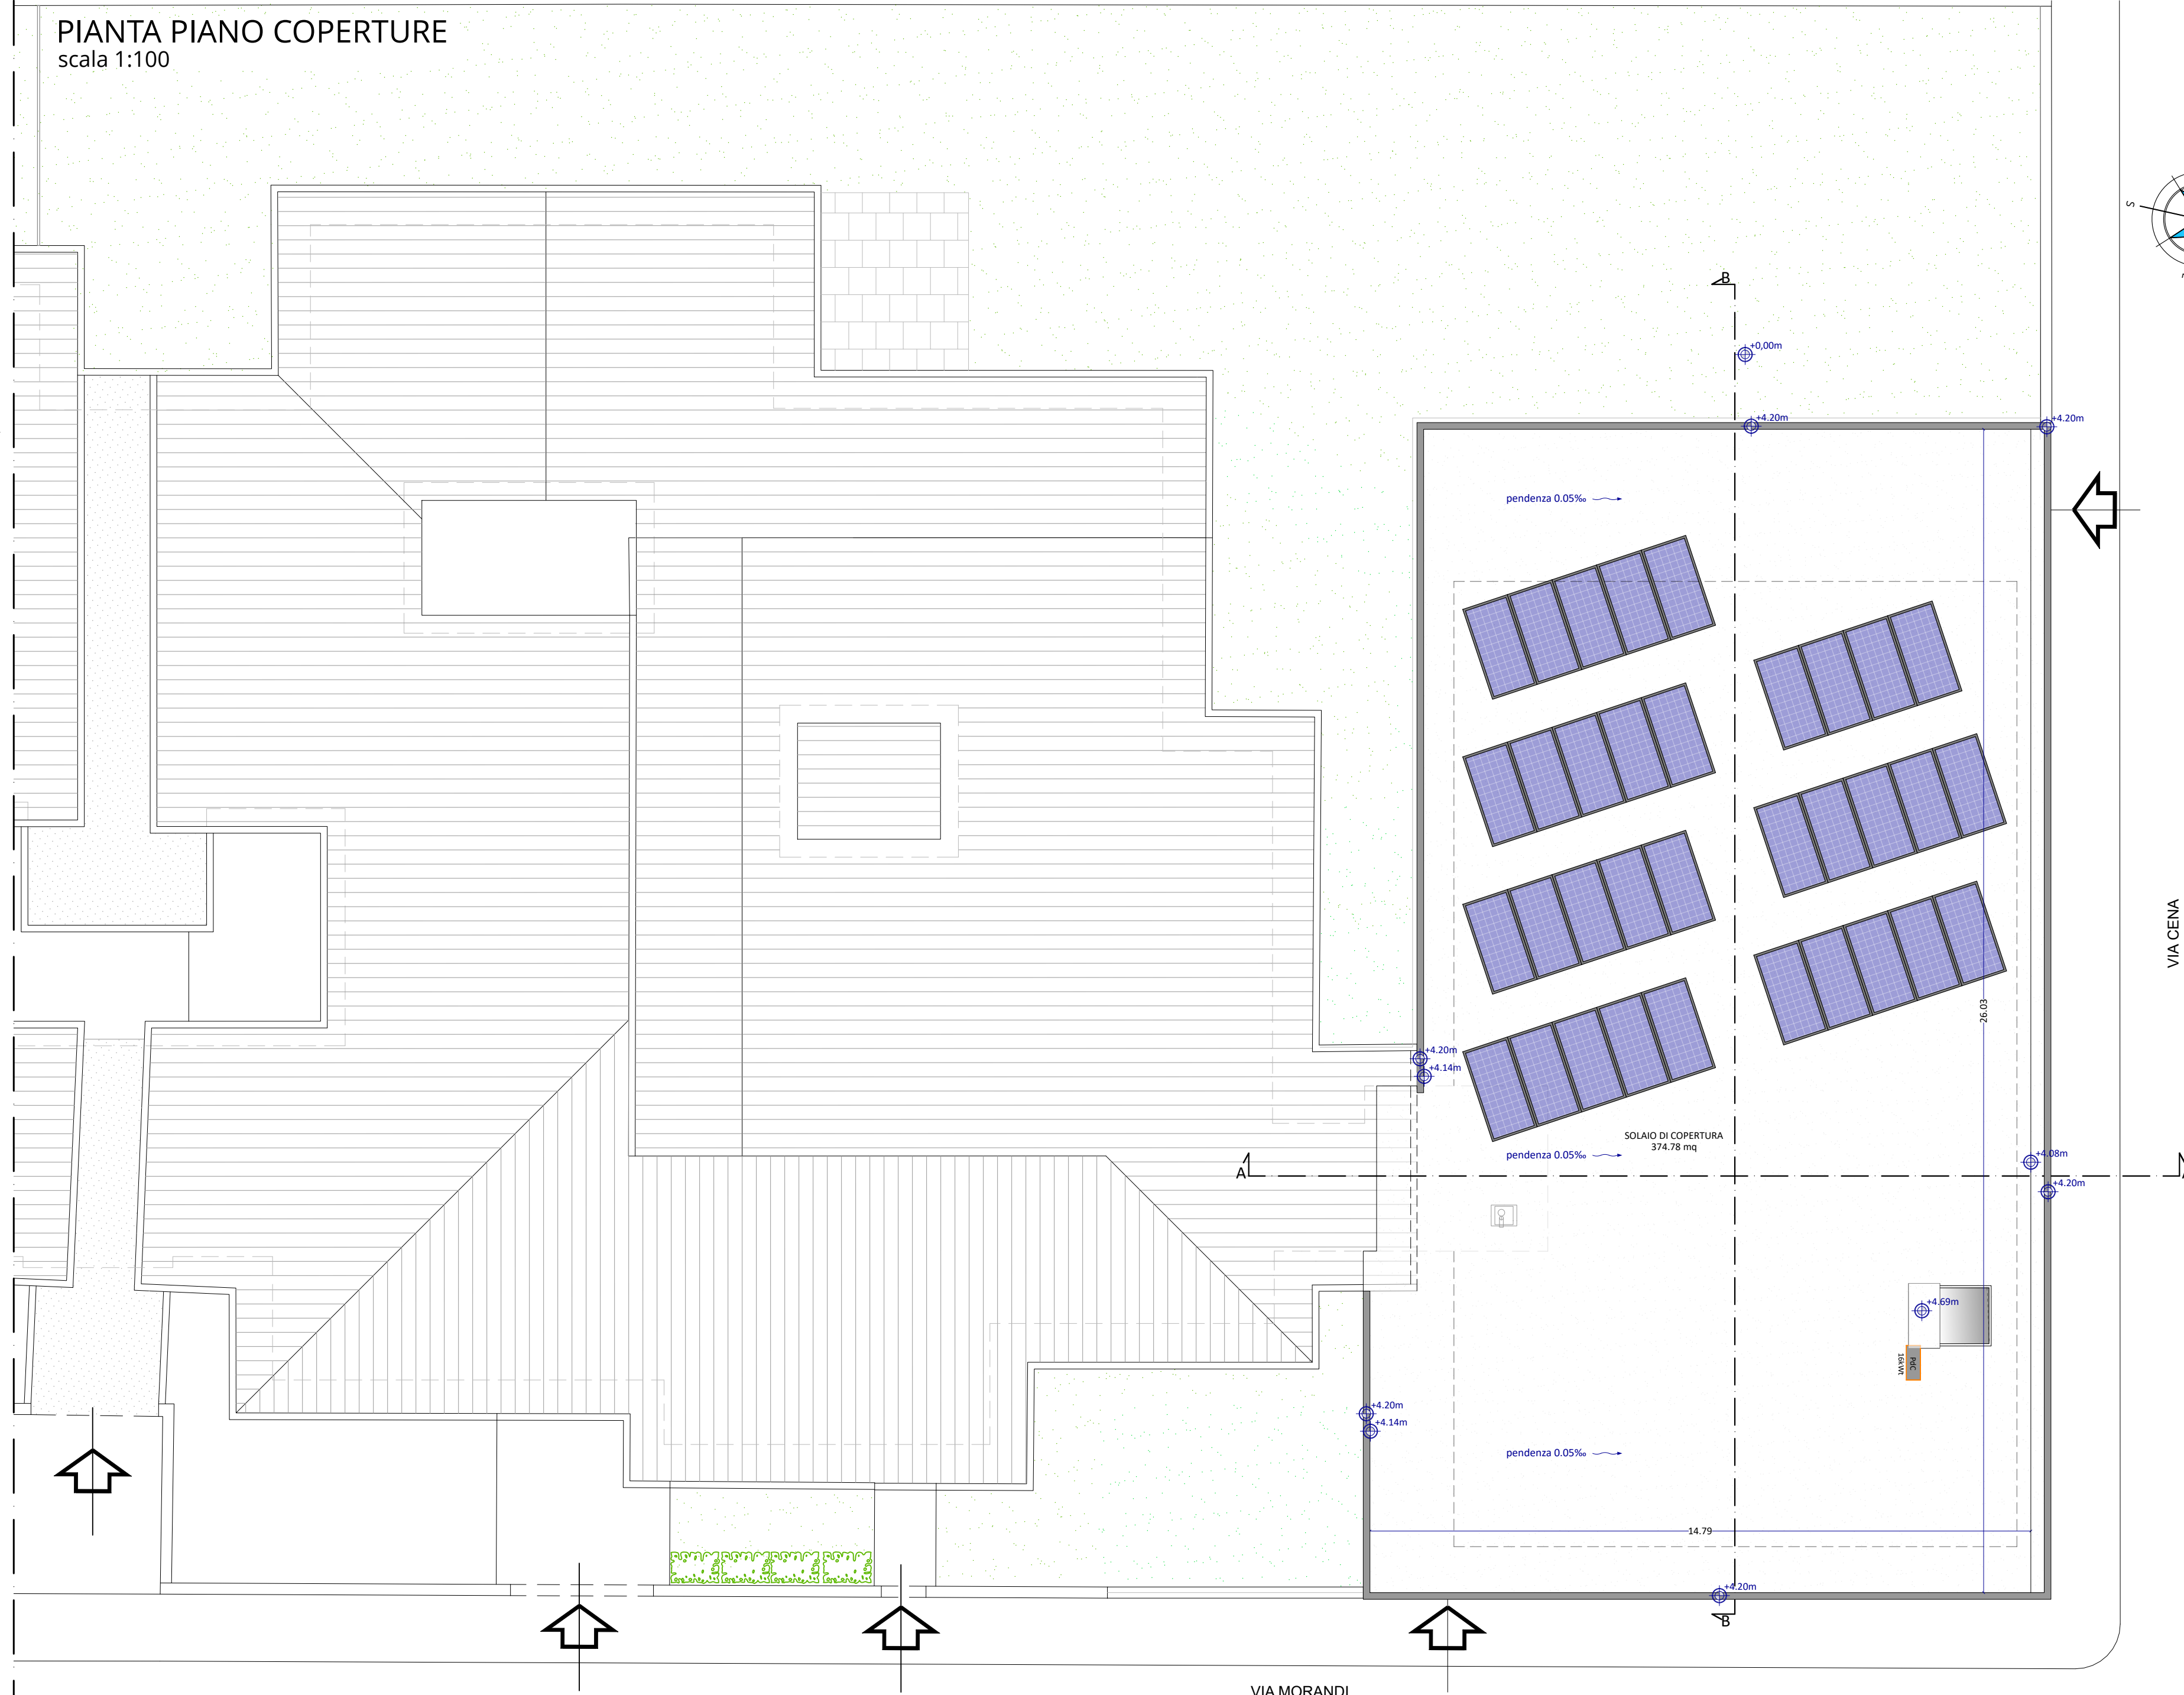 PIANTA PIANO COPERTURE
scala 1:100
S
B
+0,00m
+4.20m
+4.20m
pendenza 0.05‰
VIA CENA
26.03
+4.20m
+4.14m
SOLAIO DI COPERTURA
374.78 mq
pendenza 0.05‰
+4.08m
A
+4.20m
+4.69m
PdC
16kWt
+4.20m
+4.14m
pendenza 0.05‰
14.79
+4.20m
B
VIA MORANDI